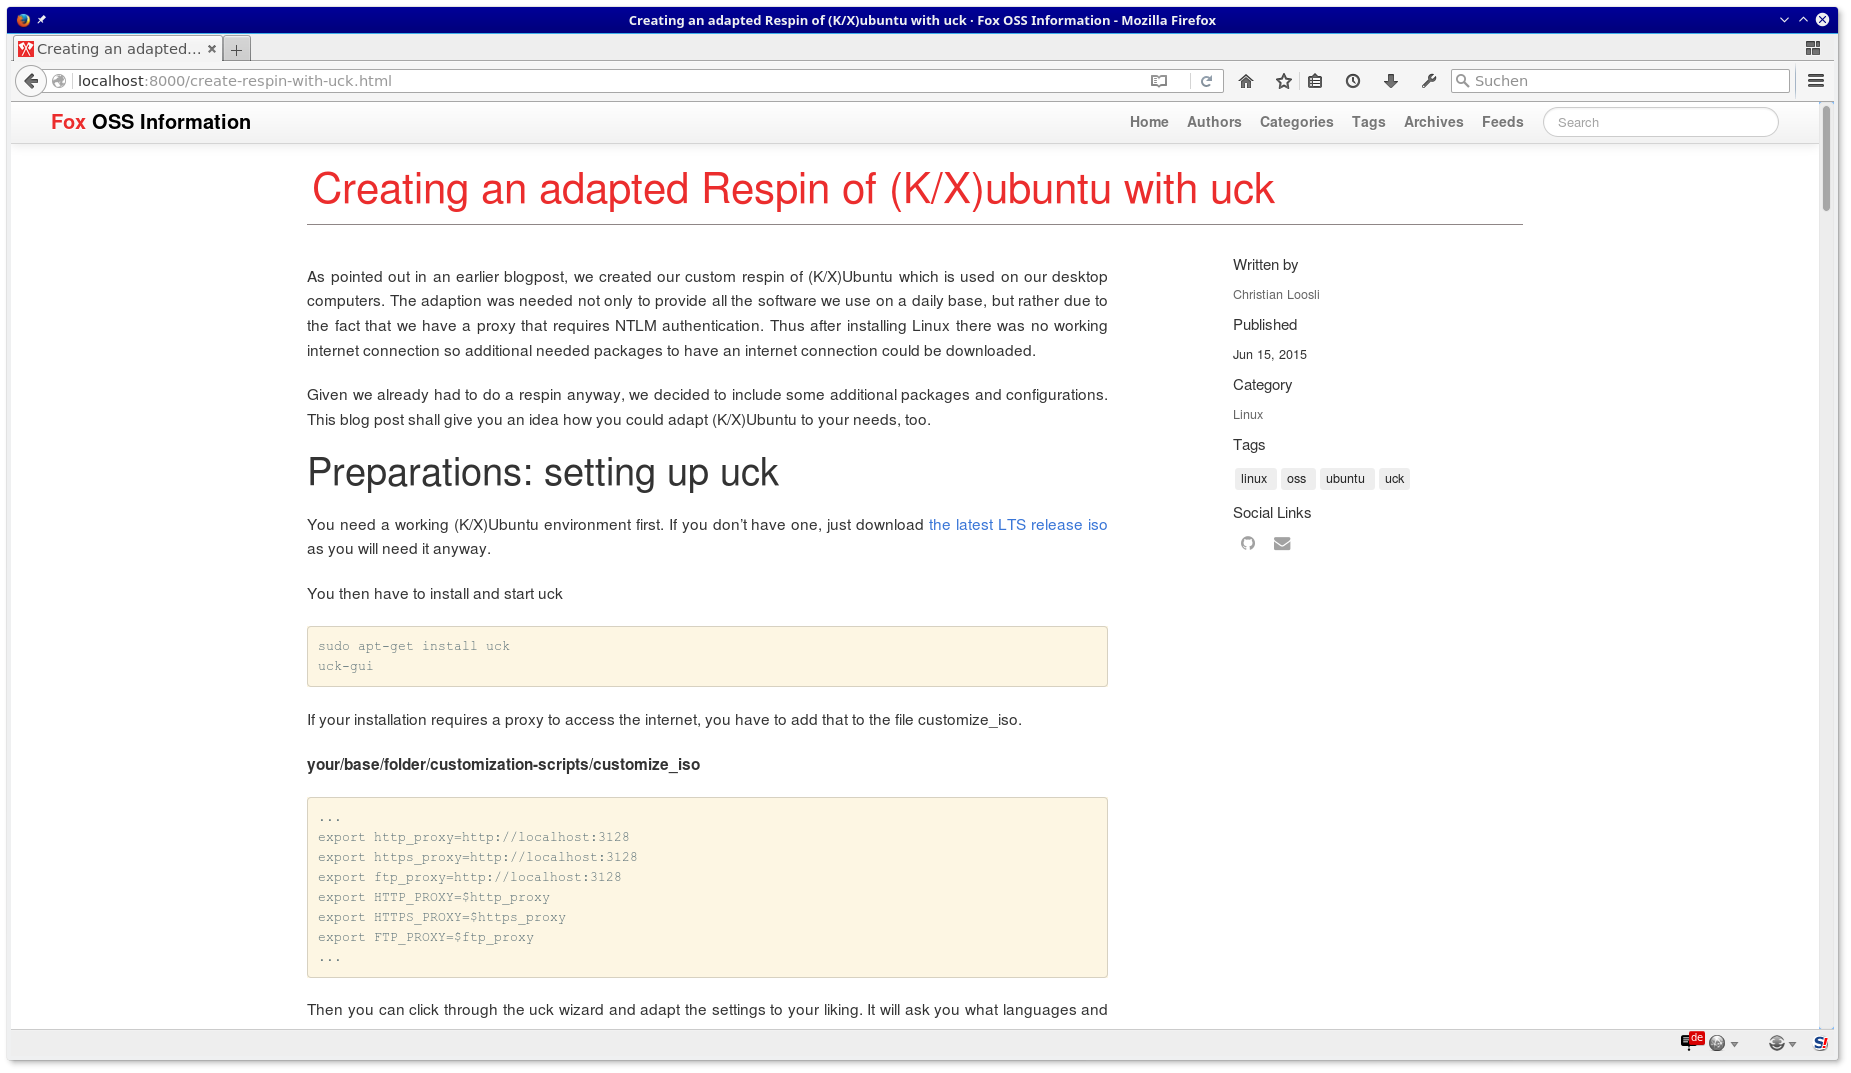 Creating an adapted Respin of (K/X)ubuntu with uck · Fox OSS Information - Mozilla Firefox
Creating an adapted...
localhost:8000/create-respin-with-uck.html
Suchen
Fox OSS Information
Home Authors Categories Tags Archives Feeds Search
Creating an adapted Respin of (K/X)ubuntu with uck
As pointed out in an earlier blogpost, we created our custom respin of (K/X)Ubuntu which is used on our desktop
computers. The adaption was needed not only to provide all the software we use on a daily base, but rather due to
the fact that we have a proxy that requires NTLM authentication. Thus after installing Linux there was no working
internet connection so additional needed packages to have an internet connection could be downloaded.
Given we already had to do a respin anyway, we decided to include some additional packages and configurations.
This blog post shall give you an idea how you could adapt (K/X)Ubuntu to your needs, too.
Preparations: setting up uck
You need a working (K/X)Ubuntu environment first. If you don’t have one, just download the latest LTS release iso
as you will need it anyway.
You then have to install and start uck
sudo apt-get install uck
uck-gui
If your installation requires a proxy to access the internet, you have to add that to the file customize_iso.
your/base/folder/customization-scripts/customize_iso
...
export http_proxy=http://localhost:3128
export https_proxy=http://localhost:3128
export ftp_proxy=http://localhost:3128
export HTTP_PROXY=$http_proxy
export HTTPS_PROXY=$https_proxy
export FTP_PROXY=$ftp_proxy
...
Then you can click through the uck wizard and adapt the settings to your liking. It will ask you what languages and
Written by
Christian Loosli
Published
Jun 15, 2015
Category
Linux
Tags
linux oss ubuntu uck
Social Links
de
S!